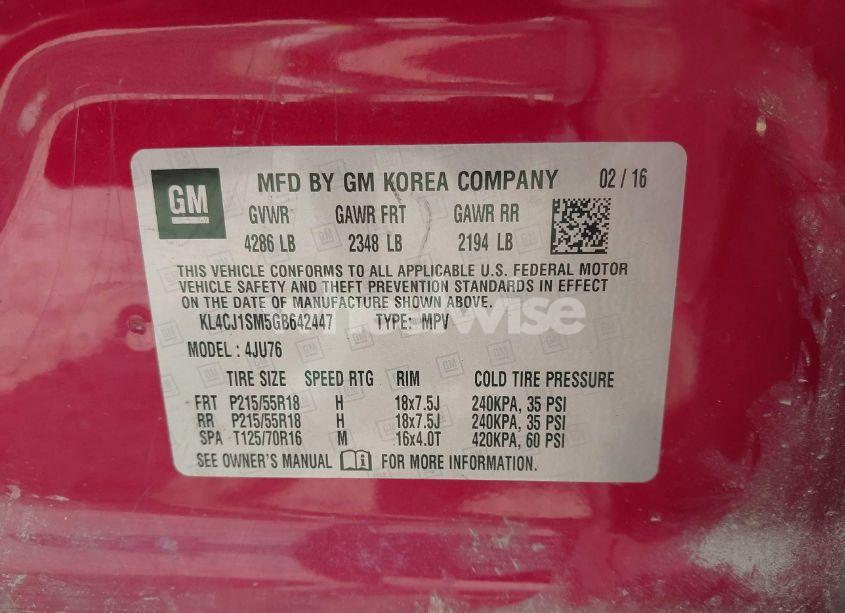 GM MFD BY GM KOREA COMPANY 02 / 16
GVWR GAWR FRT GAWR RR
4286 LB 2348 LB 2194 LB
THIS VEHICLE CONFORMS TO ALL APPLICABLE U.S. FEDERAL MOTOR
VEHICLE SAFETY AND THEFT PREVENTION STANDARDS IN EFFECT
ON THE DATE OF MANUFACTURE SHOWN ABOVE.
KL4CJ1SM5GB642447 TYPE: MPV
MODEL : 4JU76
TIRE SIZE SPEED RTG RIM COLD TIRE PRESSURE
FRT P215/55R18 H 18x7.5J 240KPA, 35 PSI
RR P215/55R18 H 18x7.5J 240KPA, 35 PSI
SPA T125/70R16 M 16x4.0T 420KPA, 60 PSI
SEE OWNER'S MANUAL FOR MORE INFORMATION.